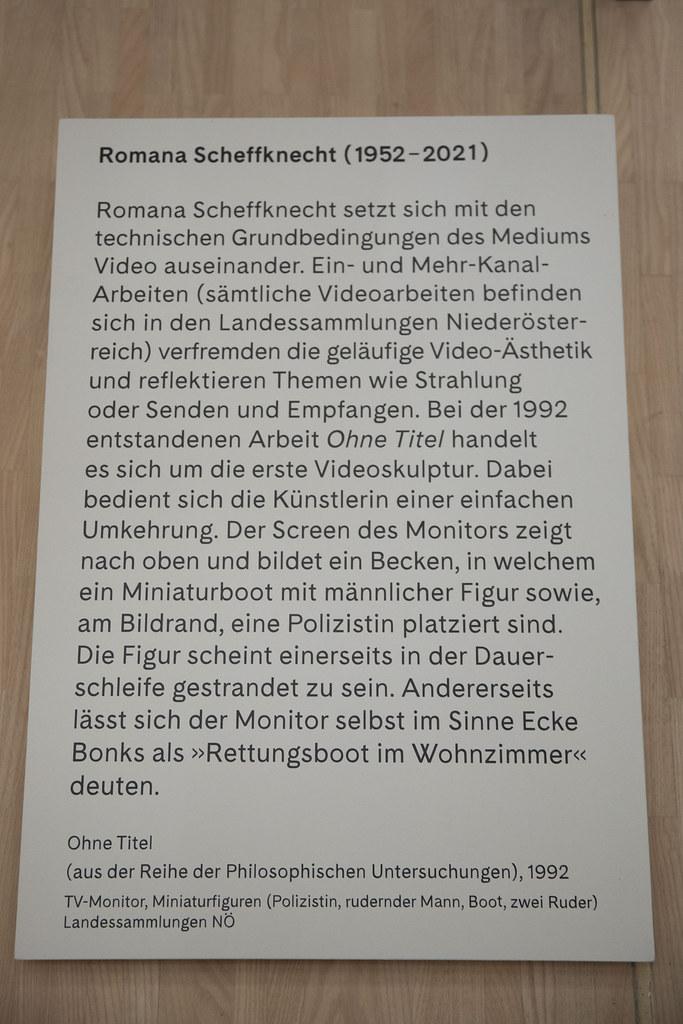 Romana Scheffknecht (1952–2021)
Romana Scheffknecht setzt sich mit den
technischen Grundbedingungen des Mediums
Video auseinander. Ein- und Mehr-Kanal-
Arbeiten (sämtliche Videoarbeiten befinden
sich in den Landessammlungen Niederöster-
reich) verfremden die geläufige Video-Ästhetik
und reflektieren Themen wie Strahlung
oder Senden und Empfangen. Bei der 1992
entstandenen Arbeit Ohne Titel handelt
es sich um die erste Videoskulptur. Dabei
bedient sich die Künstlerin einer einfachen
Umkehrung. Der Screen des Monitors zeigt
nach oben und bildet ein Becken, in welchem
ein Miniaturboot mit männlicher Figur sowie,
am Bildrand, eine Polizistin platziert sind.
Die Figur scheint einerseits in der Dauer-
schleife gestrandet zu sein. Andererseits
lässt sich der Monitor selbst im Sinne Ecke
Bonks als »Rettungsboot im Wohnzimmer«
deuten.
Ohne Titel
(aus der Reihe der Philosophischen Untersuchungen), 1992
TV-Monitor, Miniaturfiguren (Polizistin, rudernder Mann, Boot, zwei Ruder)
Landessammlungen NÖ